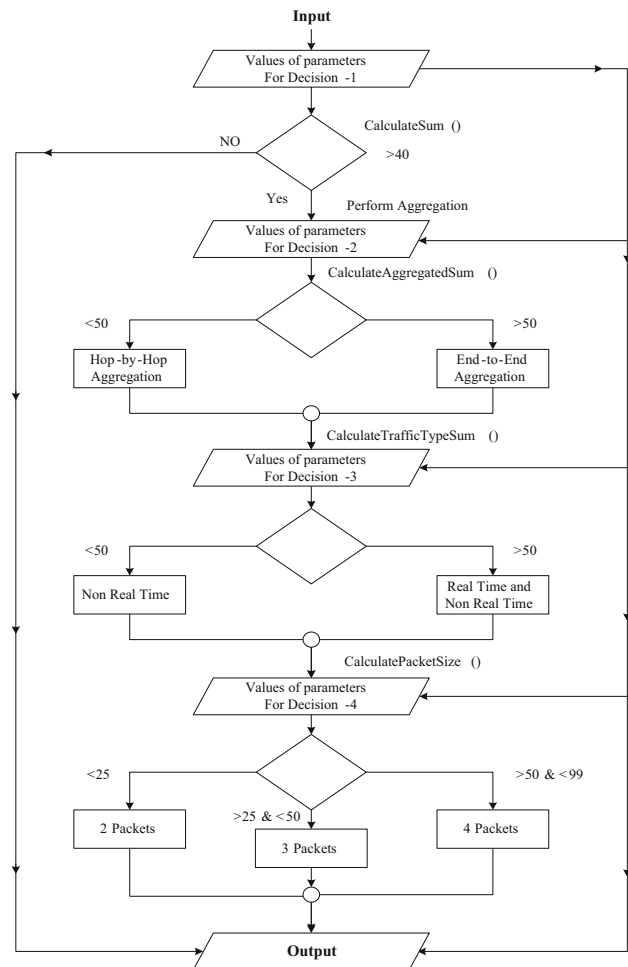 Input
Values of parameters
For Decision -1
CalculateSum ()
NO
>40
Yes
Perform Aggregation
Values of parameters
For Decision -2
CalculateAggregatedSum ()
<50
>50
Hop-by-Hop
Aggregation
End-to-End
Aggregation
CalculateTrafficTypeSum ()
Values of parameters
For Decision -3
<50
>50
Non Real Time
Real Time and
Non Real Time
CalculatePacketSize ()
Values of parameters
For Decision -4
<25
>50 & <99
>25 & <50
2 Packets
3 Packets
4 Packets
Output